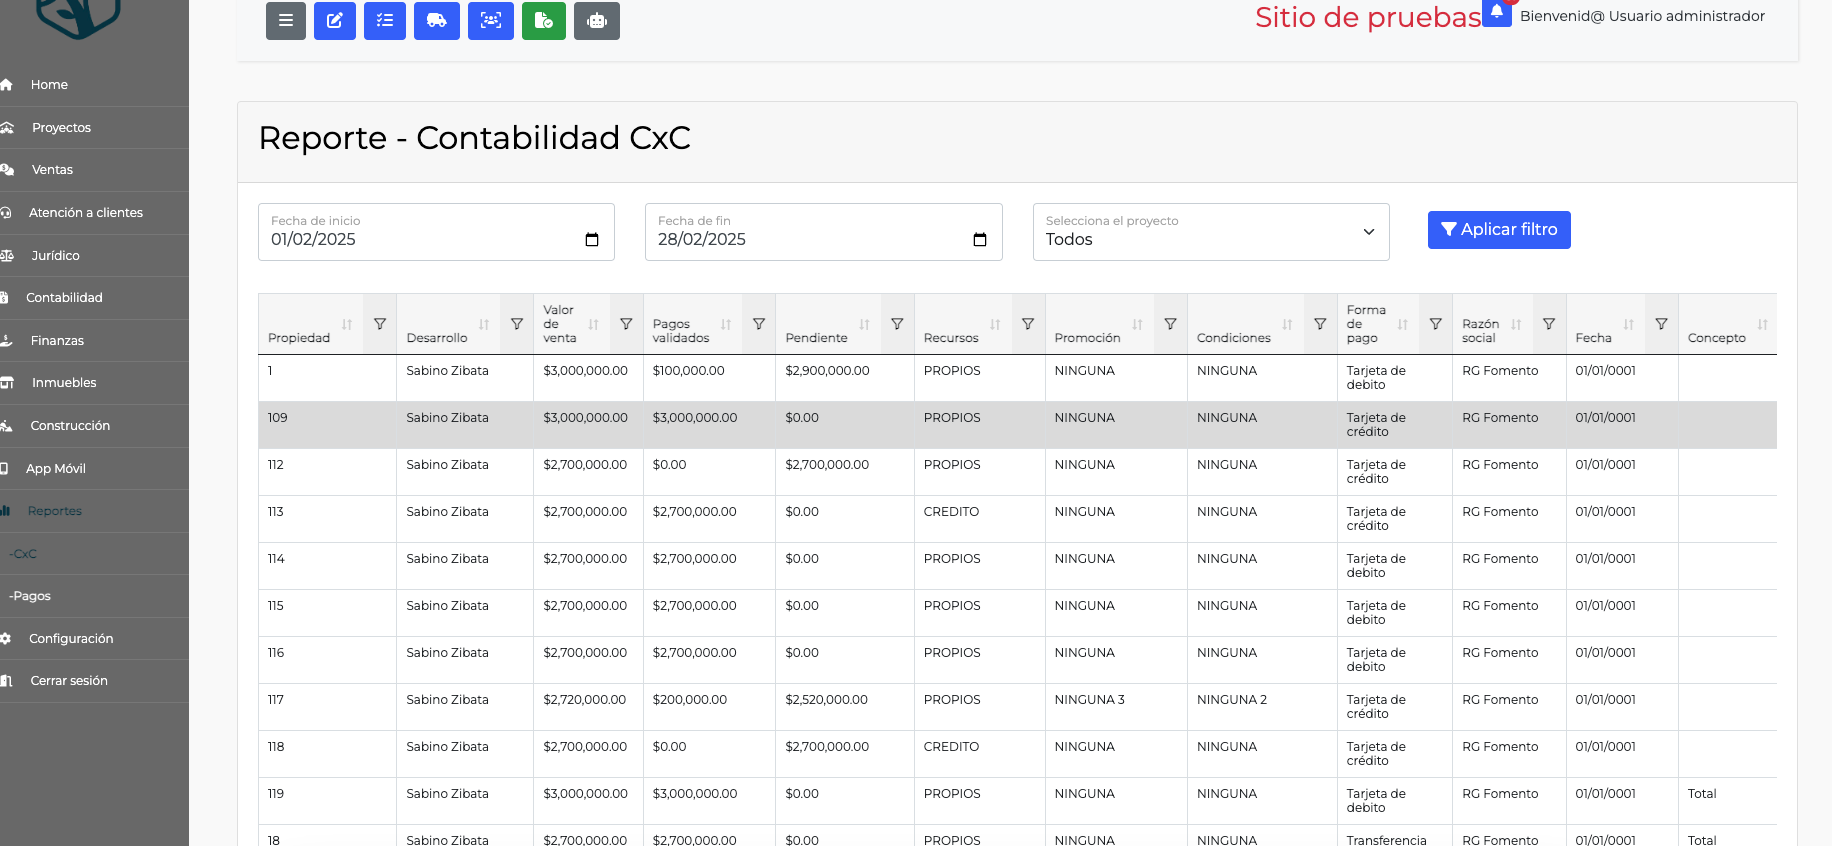 Sitio de pruebas
Bienvenid@ Usuario administrador
Home
Proyectos
Ventas
Atención a clientes
Jurídico
Contabilidad
Finanzas
Inmuebles
Construcción
App Móvil
Reportes
-CxC
-Pagos
Configuración
Cerrar sesión
Reporte - Contabilidad CxC
Fecha de inicio
01/02/2025
Fecha de fin
28/02/2025
Selecciona el proyecto
Todos
Aplicar filtro
Propiedad Desarrollo Valor de venta Pagos validados Pendiente Recursos Promoción Condiciones Forma de pago Razón social Fecha Concepto
1 Sabino Zibata $3,000,000.00 $100,000.00 $2,900,000.00 PROPIOS NINGUNA NINGUNA Tarjeta de debito RG Fomento 01/01/0001
109 Sabino Zibata $3,000,000.00 $3,000,000.00 $0.00 PROPIOS NINGUNA NINGUNA Tarjeta de crédito RG Fomento 01/01/0001
112 Sabino Zibata $2,700,000.00 $0.00 $2,700,000.00 PROPIOS NINGUNA NINGUNA Tarjeta de crédito RG Fomento 01/01/0001
113 Sabino Zibata $2,700,000.00 $2,700,000.00 $0.00 CREDITO NINGUNA NINGUNA Tarjeta de crédito RG Fomento 01/01/0001
114 Sabino Zibata $2,700,000.00 $2,700,000.00 $0.00 PROPIOS NINGUNA NINGUNA Tarjeta de debito RG Fomento 01/01/0001
115 Sabino Zibata $2,700,000.00 $2,700,000.00 $0.00 PROPIOS NINGUNA NINGUNA Tarjeta de debito RG Fomento 01/01/0001
116 Sabino Zibata $2,700,000.00 $2,700,000.00 $0.00 PROPIOS NINGUNA NINGUNA Tarjeta de debito RG Fomento 01/01/0001
117 Sabino Zibata $2,720,000.00 $200,000.00 $2,520,000.00 PROPIOS NINGUNA 3 NINGUNA 2 Tarjeta de crédito RG Fomento 01/01/0001
118 Sabino Zibata $2,700,000.00 $0.00 $2,700,000.00 CREDITO NINGUNA NINGUNA Tarjeta de crédito RG Fomento 01/01/0001
119 Sabino Zibata $3,000,000.00 $3,000,000.00 $0.00 PROPIOS NINGUNA NINGUNA Tarjeta de debito RG Fomento 01/01/0001 Total
18 Sabino Zibata $2,700,000.00 $2,700,000.00 $0.00 PROPIOS NINGUNA NINGUNA Transferencia RG Fomento 01/01/0001 Total